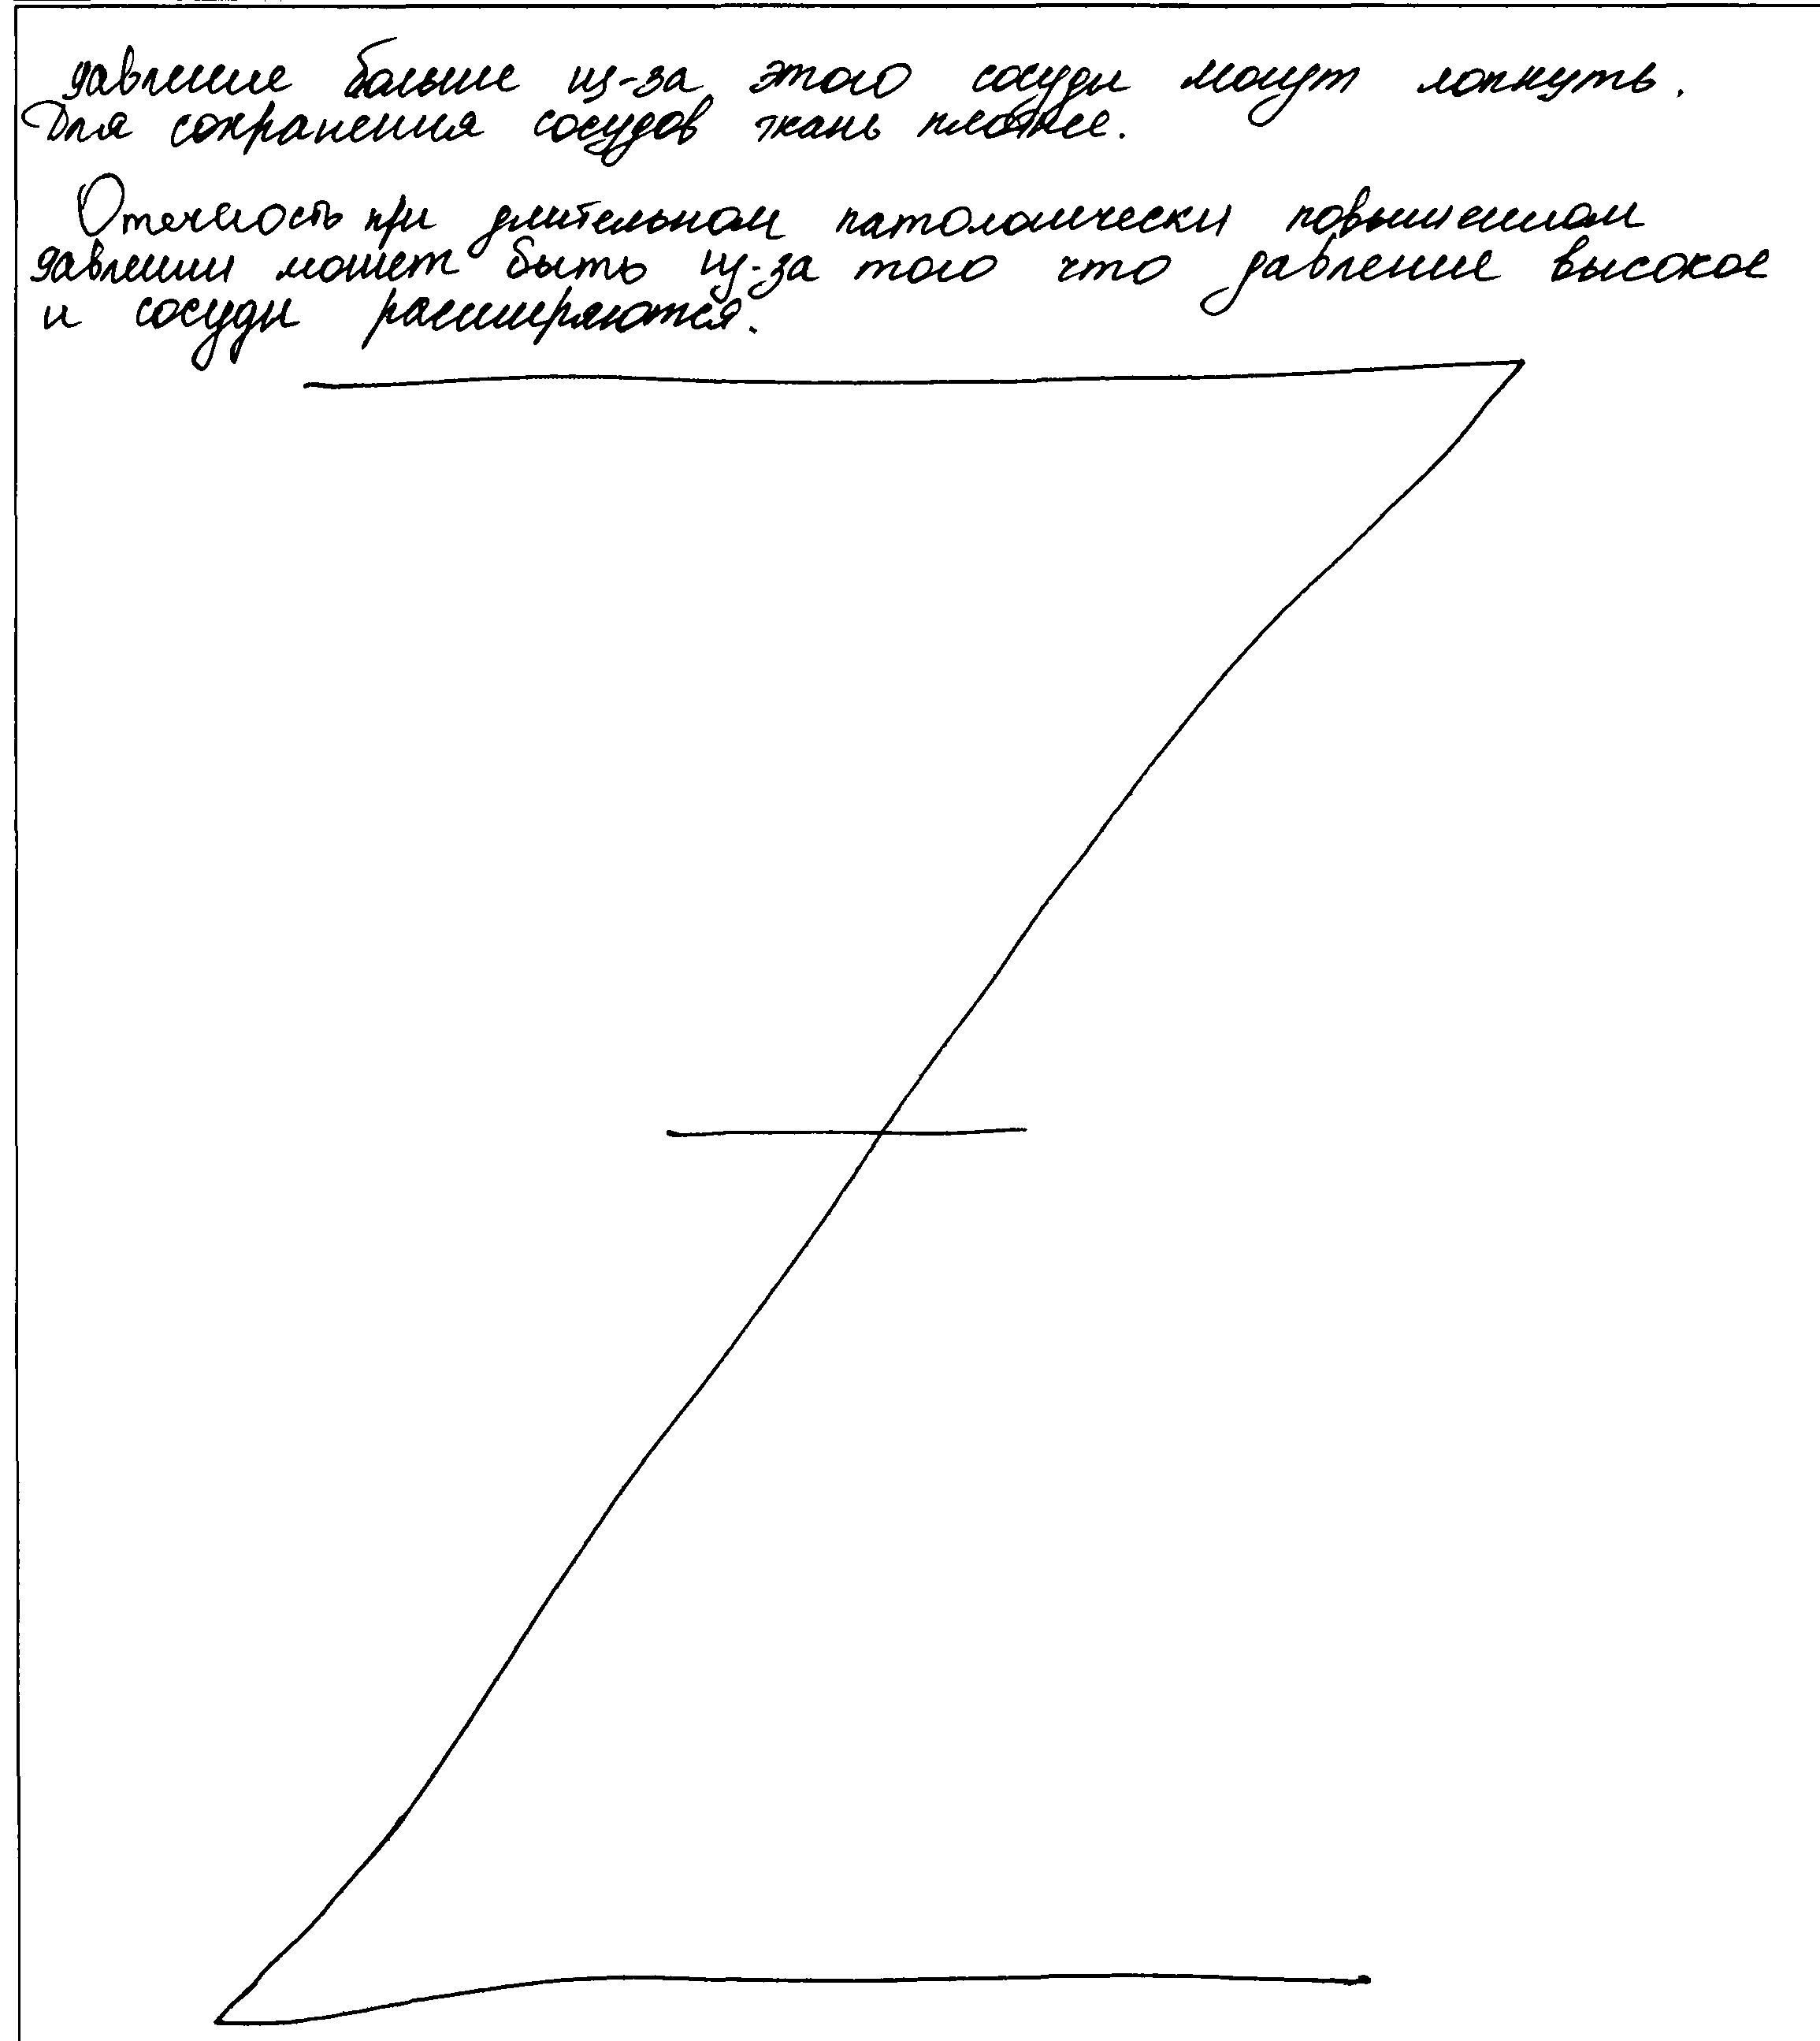 давление больше из-за этого сосуды могут лопнуть.
Для сохранения сосудов ткань плотнее.
Отечность при длительном патологически повышенном
давлении может быть из-за того что давление высокое
и сосуды расширяются.